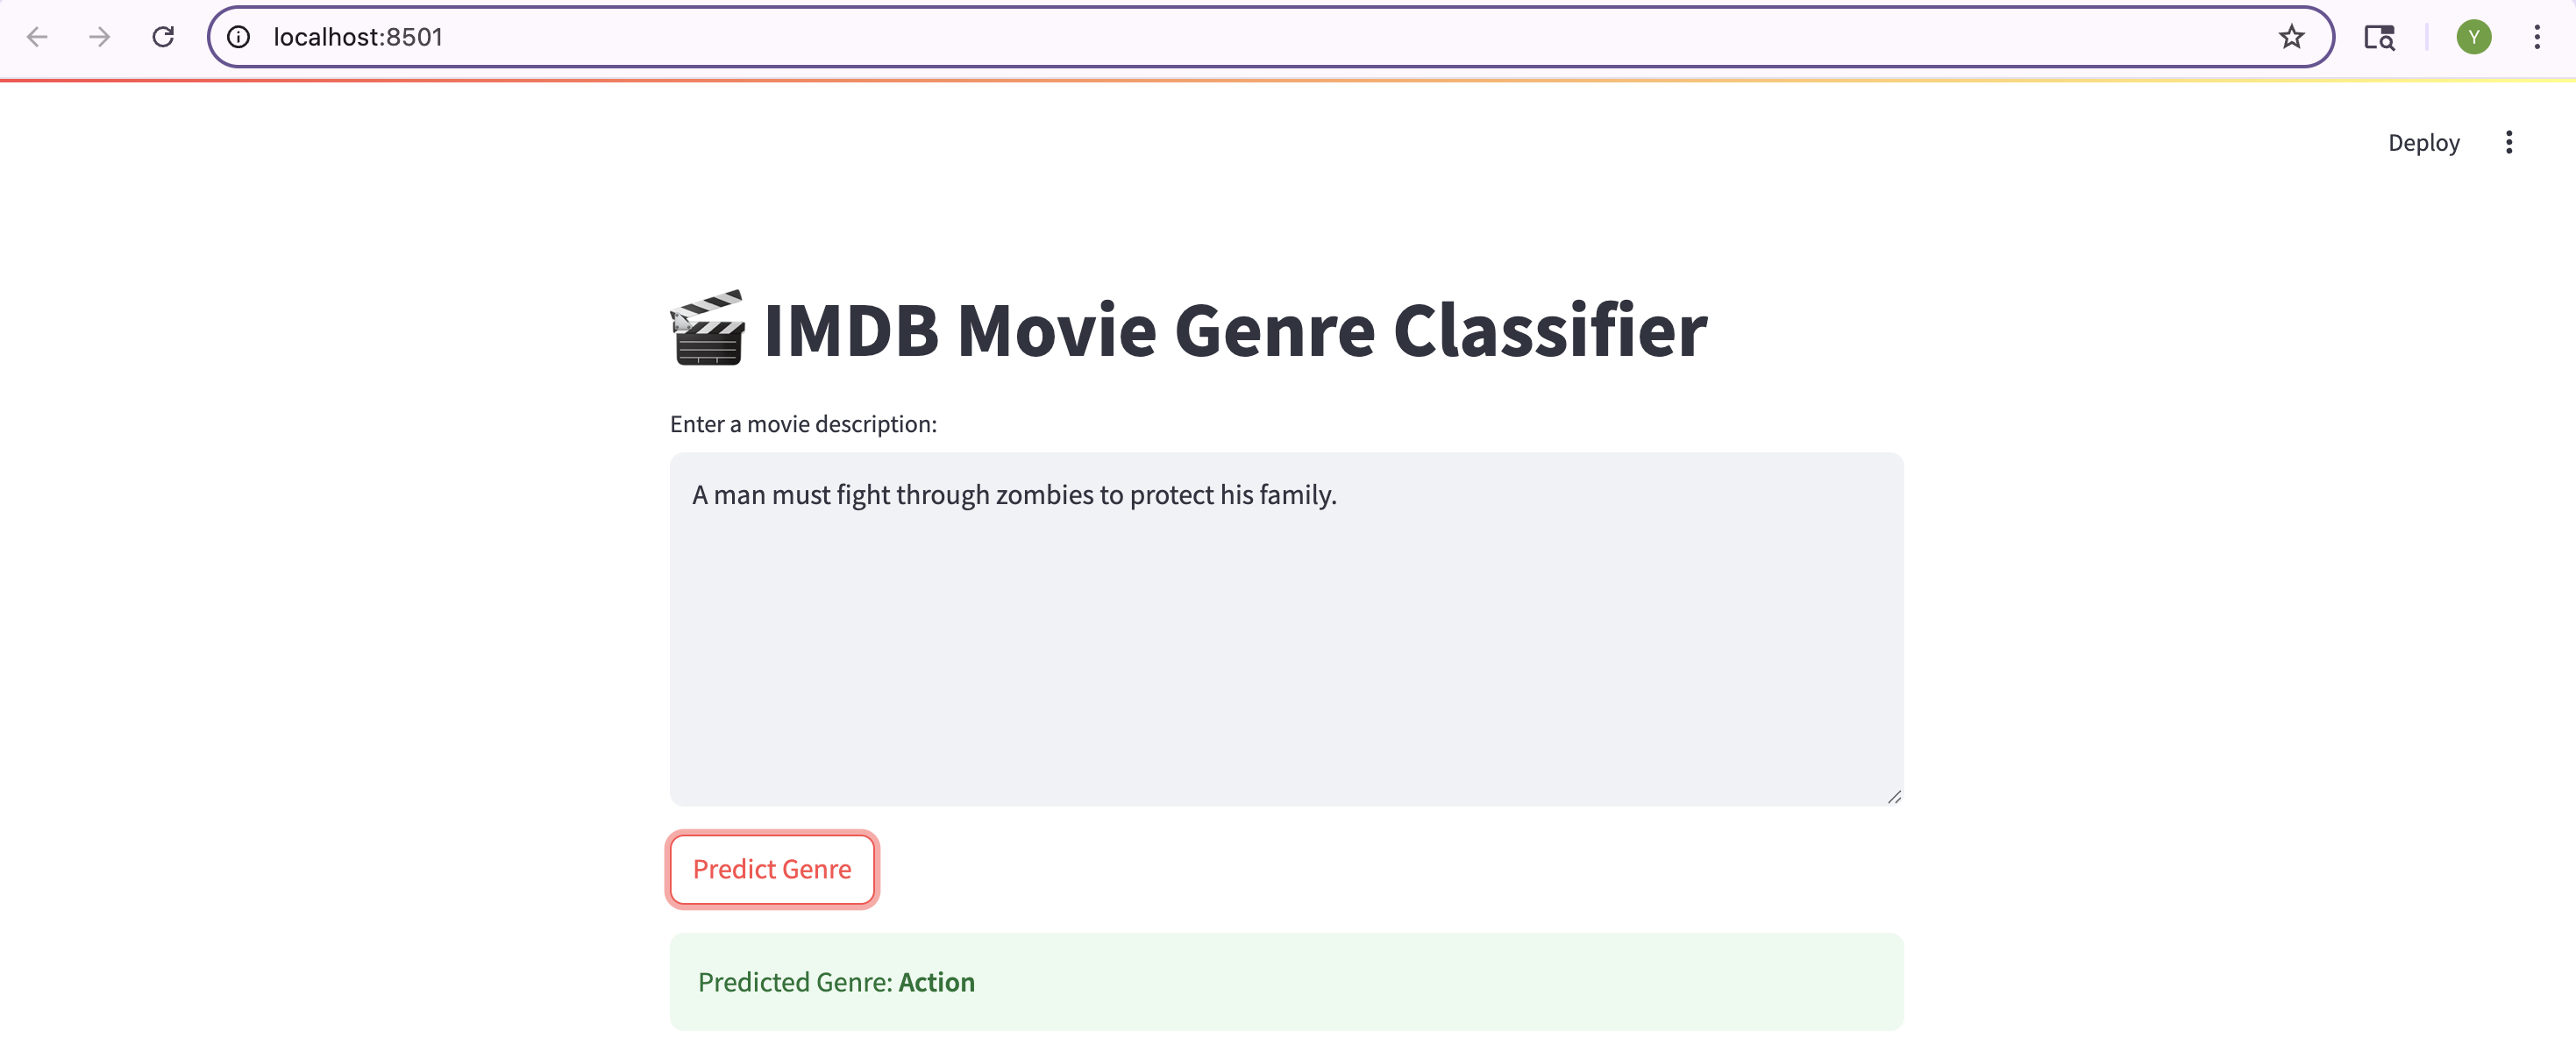 localhost:8501
Y
Deploy
🎬 IMDB Movie Genre Classifier
Enter a movie description:
A man must fight through zombies to protect his family.
Predict Genre
Predicted Genre: Action